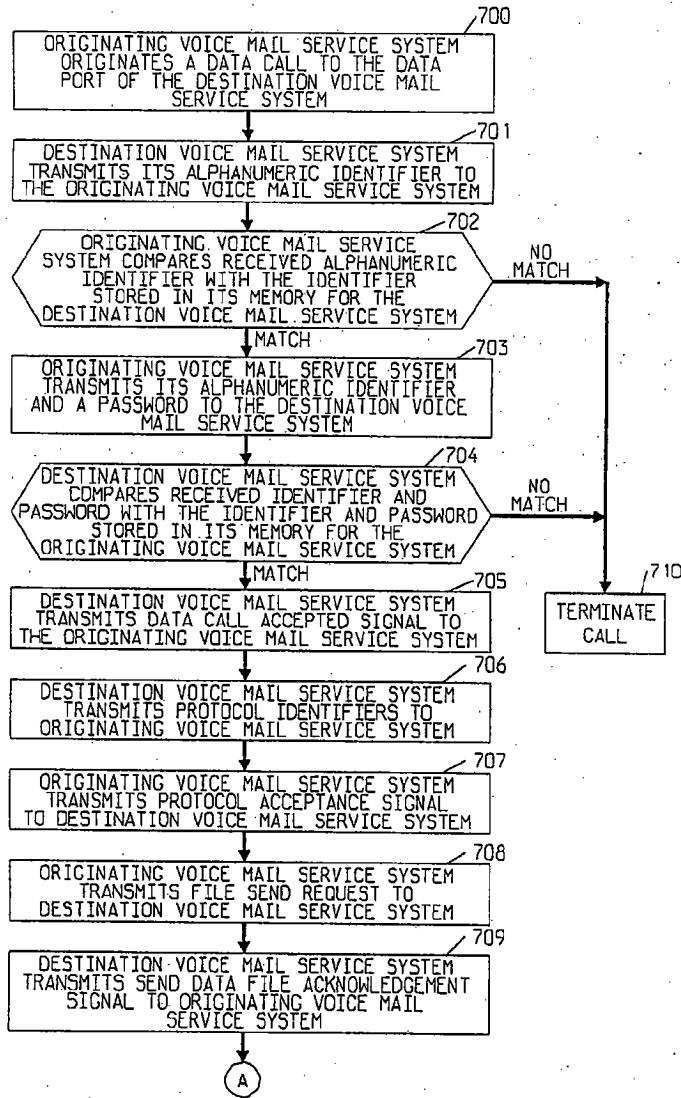 700
ORIGINATING VOICE MAIL SERVICE SYSTEM
ORIGINATES A DATA CALL TO THE DATA
PORT OF THE DESTINATION VOICE MAIL
SERVICE SYSTEM
701
DESTINATION VOICE MAIL SERVICE SYSTEM
TRANSMITS ITS ALPHANUMERIC IDENTIFIER TO
THE ORIGINATING VOICE MAIL SERVICE SYSTEM
702
ORIGINATING VOICE MAIL SERVICE
SYSTEM COMPARES RECEIVED ALPHANUMERIC
IDENTIFIER WITH THE IDENTIFIER
STORED IN ITS MEMORY FOR THE
DESTINATION VOICE MAIL SERVICE SYSTEM
NO
MATCH
MATCH
703
ORIGINATING VOICE MAIL SERVICE SYSTEM
TRANSMITS ITS ALPHANUMERIC IDENTIFIER
AND A PASSWORD TO THE DESTINATION VOICE
MAIL SERVICE SYSTEM
704
DESTINATION VOICE MAIL SERVICE SYSTEM
COMPARES RECEIVED IDENTIFIER AND
PASSWORD WITH THE IDENTIFIER AND PASSWORD
STORED IN ITS MEMORY FOR THE
ORIGINATING VOICE MAIL SERVICE SYSTEM
NO
MATCH
MATCH
705
DESTINATION VOICE MAIL SERVICE SYSTEM
TRANSMITS DATA CALL ACCEPTED SIGNAL TO
THE ORIGINATING VOICE MAIL SERVICE SYSTEM
710
TERMINATE
CALL
706
DESTINATION VOICE MAIL SERVICE SYSTEM
TRANSMITS PROTOCOL IDENTIFIERS TO
ORIGINATING VOICE MAIL SERVICE SYSTEM
707
ORIGINATING VOICE MAIL SERVICE SYSTEM
TRANSMITS PROTOCOL ACCEPTANCE SIGNAL
TO DESTINATION VOICE MAIL SERVICE SYSTEM
708
ORIGINATING VOICE MAIL SERVICE SYSTEM
TRANSMITS FILE SEND REQUEST TO
DESTINATION VOICE MAIL SERVICE SYSTEM
709
DESTINATION VOICE MAIL SERVICE SYSTEM
TRANSMITS SEND DATA FILE ACKNOWLEDGEMENT
SIGNAL TO ORIGINATING VOICE MAIL
SERVICE SYSTEM
A